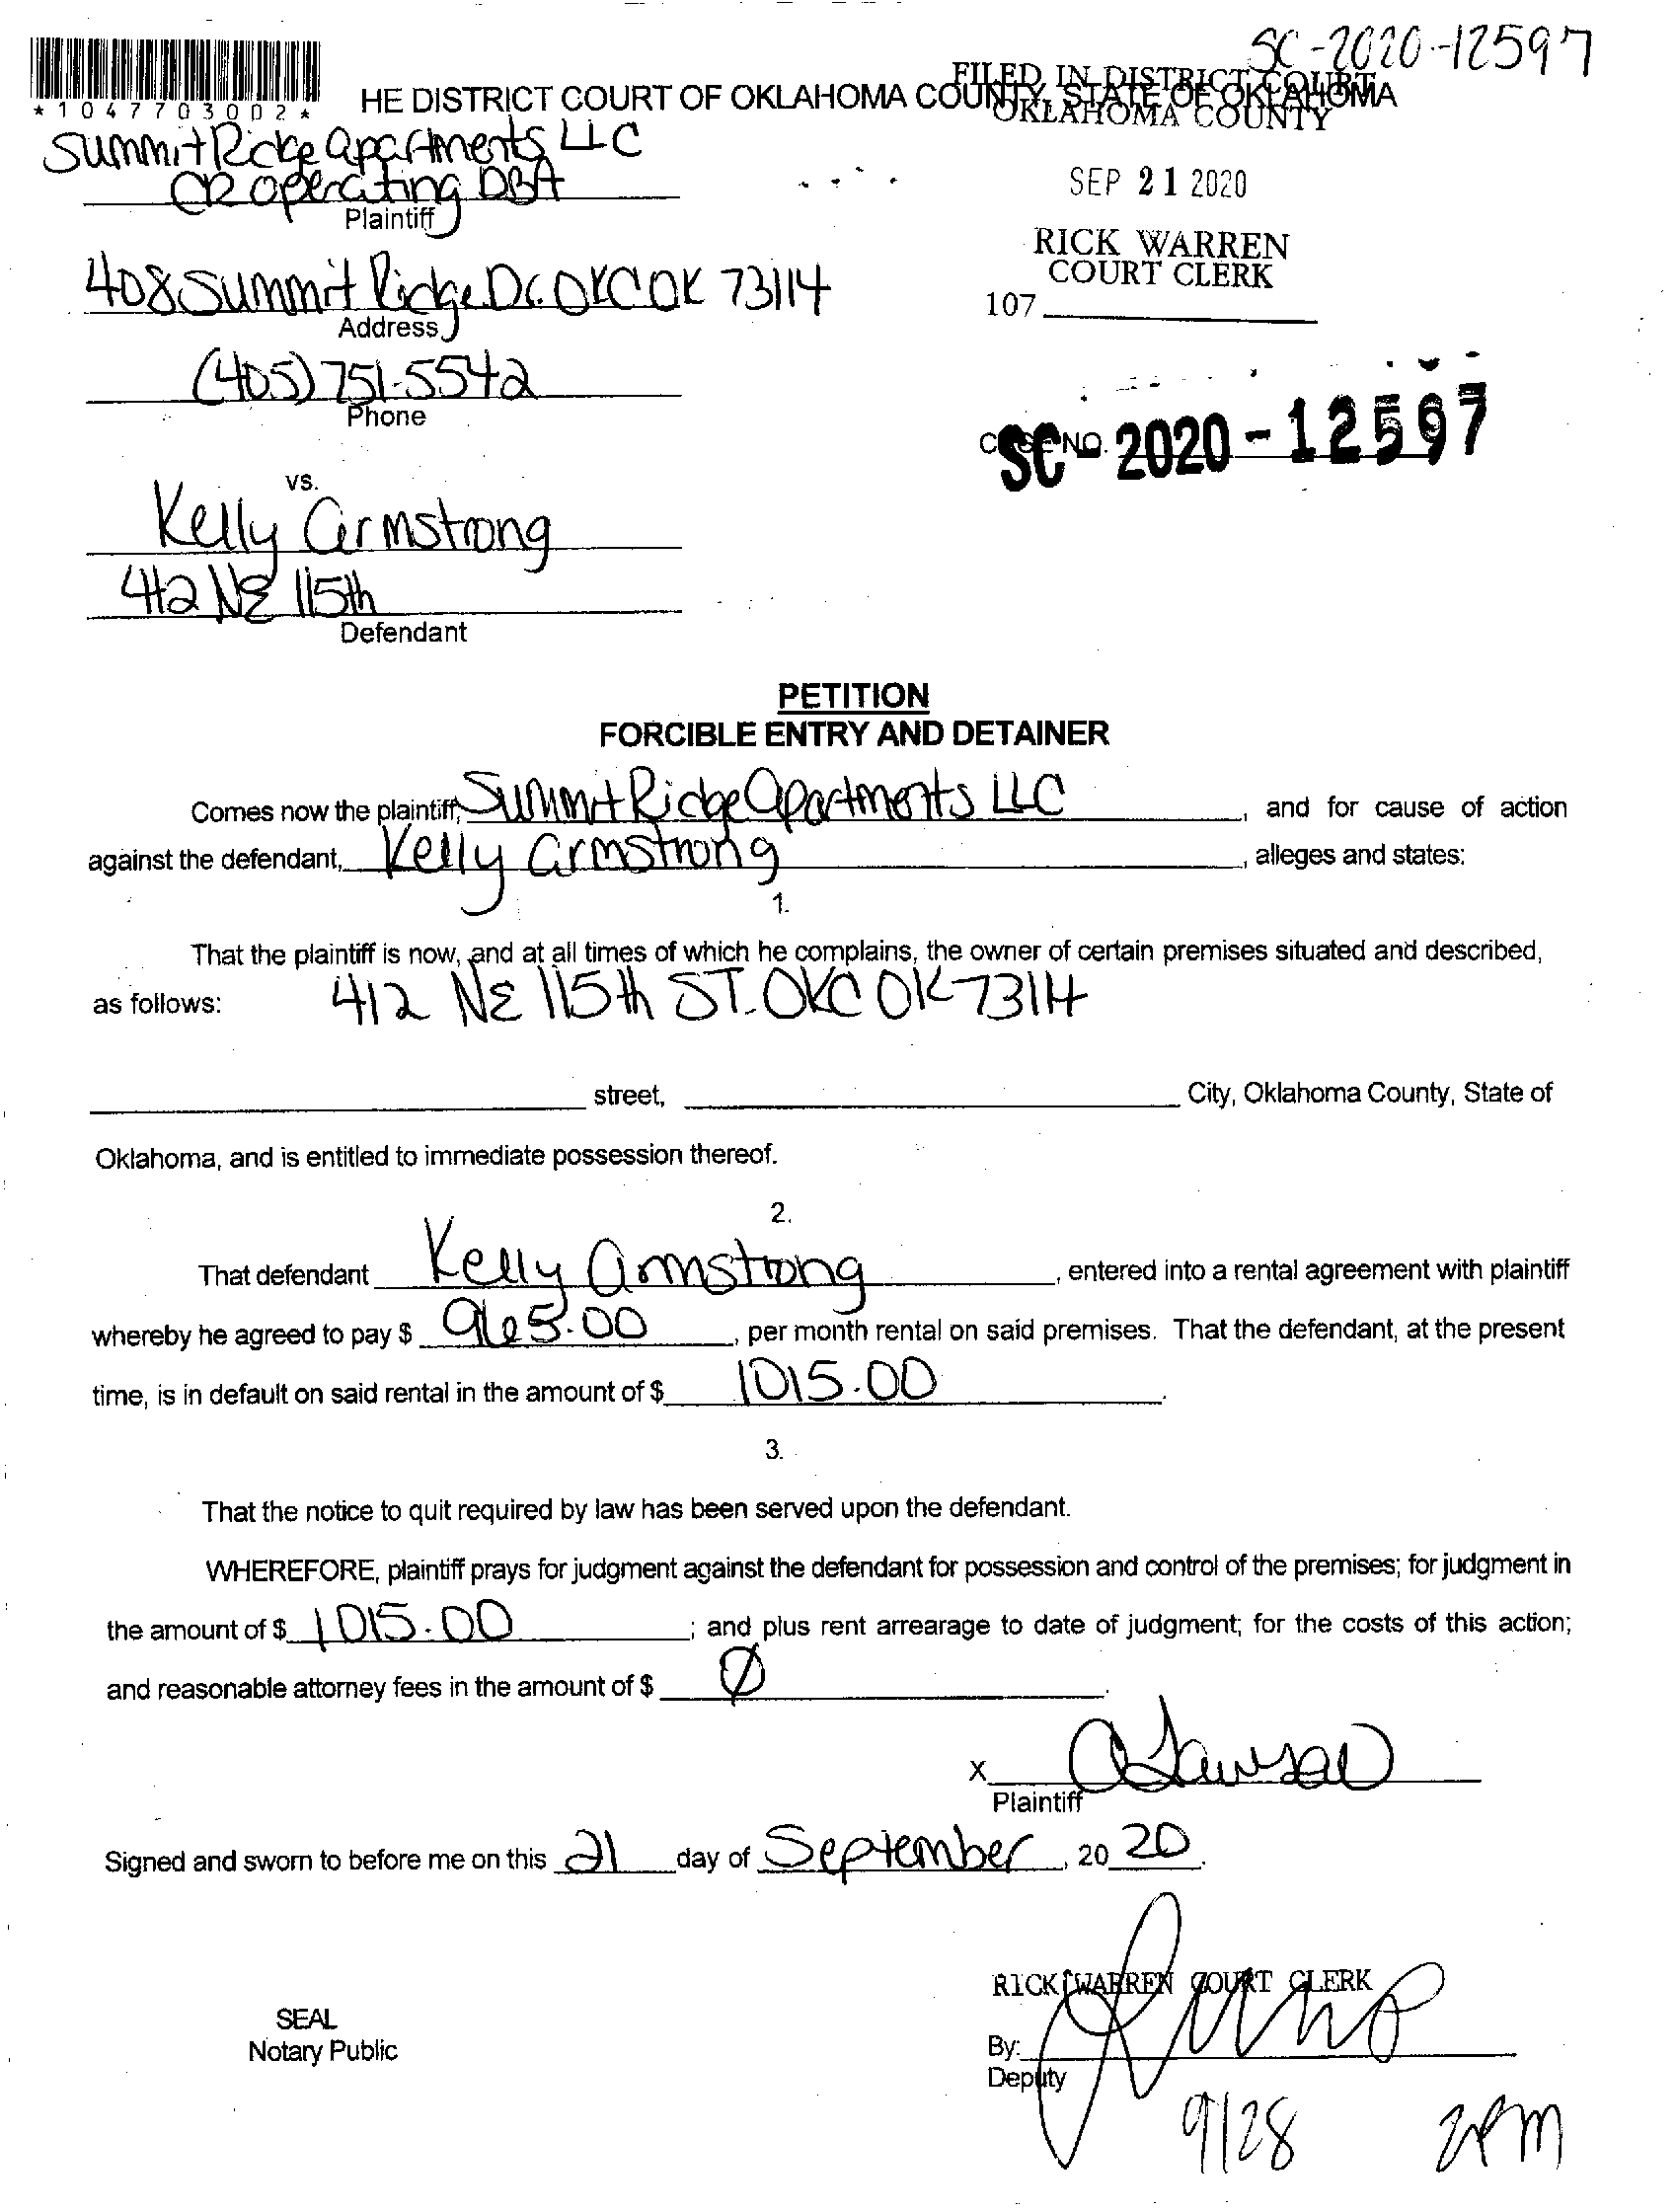 SC-2020-12597
*1047703002*
HE DISTRICT COURT OF OKLAHOMA COUNTY, STATE OF OKLAHOMA
FILED IN DISTRICT COURT
OKLAHOMA COUNTY
Summit Ridge Apartments LLC
CR Operating DBA
Plaintiff
SEP 21 2020
RICK WARREN
COURT CLERK
107
408 Summit Ridge Dr. OKC OK 73114
Address
(405) 751-5542
Phone
CASE NO. SC-2020-12597
vs.
Kelly Armstrong
412 NE 115th
Defendant
PETITION
FORCIBLE ENTRY AND DETAINER
Comes now the plaintiff, Summit Ridge Apartments LLC, and for cause of action
against the defendant, Kelly Armstrong, alleges and states:
1.
That the plaintiff is now, and at all times of which he complains, the owner of certain premises situated and described,
as follows: 412 NE 115th ST. OKC OK 73114
street, City, Oklahoma County, State of
Oklahoma, and is entitled to immediate possession thereof.
2.
That defendant Kelly Armstrong, entered into a rental agreement with plaintiff
whereby he agreed to pay $ 965.00, per month rental on said premises. That the defendant, at the present
time, is in default on said rental in the amount of $ 1015.00.
3.
That the notice to quit required by law has been served upon the defendant.
WHEREFORE, plaintiff prays for judgment against the defendant for possession and control of the premises; for judgment in
the amount of $ 1015.00; and plus rent arrearage to date of judgment; for the costs of this action;
and reasonable attorney fees in the amount of $ Ø.
X
Plaintiff
Signed and sworn to before me on this 21 day of September, 20 20.
RICK WARREN COURT CLERK
SEAL
Notary Public
By:
Deputy
9/28 2PM